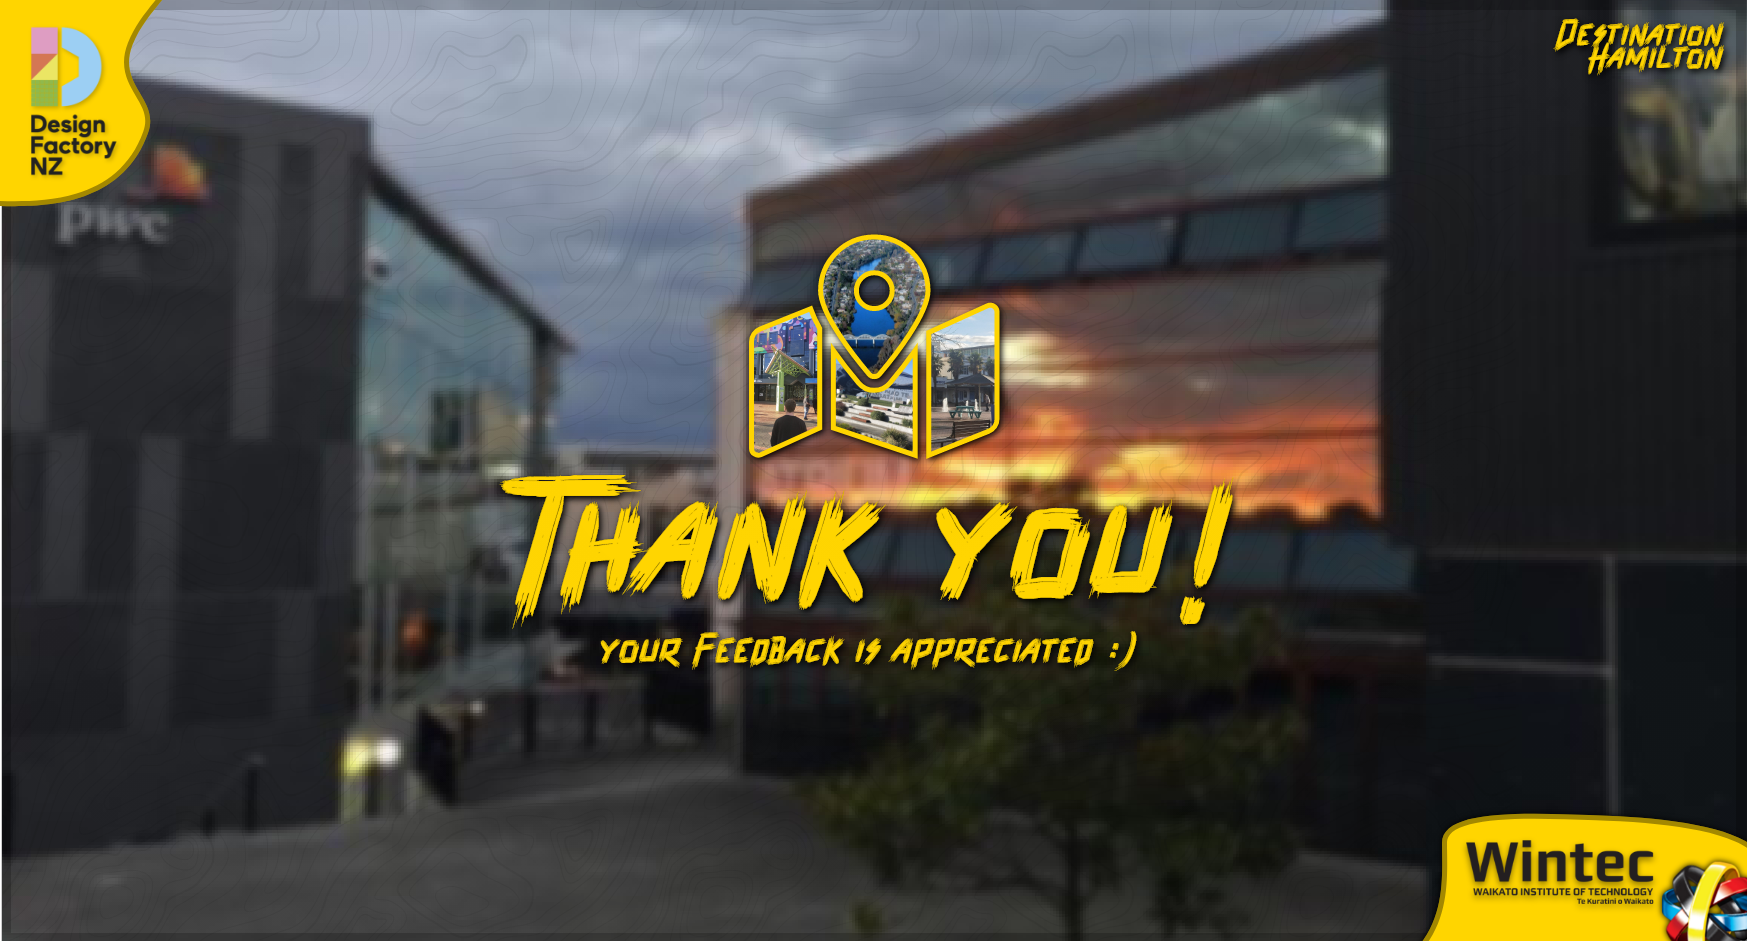 Design
Factory
NZ
DESTINATION
HAMILTON
pwc
THANK YOU!
YOUR FEEDBACK IS APPRECIATED :)
Wintec
WAIKATO INSTITUTE OF TECHNOLOGY
Te Kuratini o Waikato